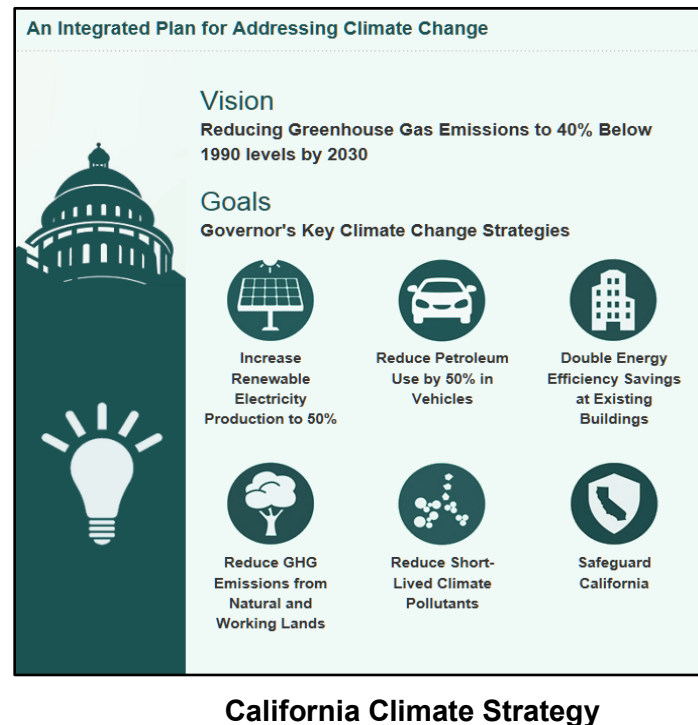 An Integrated Plan for Addressing Climate Change
Vision
Reducing Greenhouse Gas Emissions to 40% Below
1990 levels by 2030
Goals
Governor's Key Climate Change Strategies
Increase
Renewable
Electricity
Production to 50%
Reduce Petroleum
Use by 50% in
Vehicles
Double Energy
Efficiency Savings
at Existing
Buildings
Reduce GHG
Emissions from
Natural and
Working Lands
Reduce Short-
Lived Climate
Pollutants
Safeguard
California
California Climate Strategy